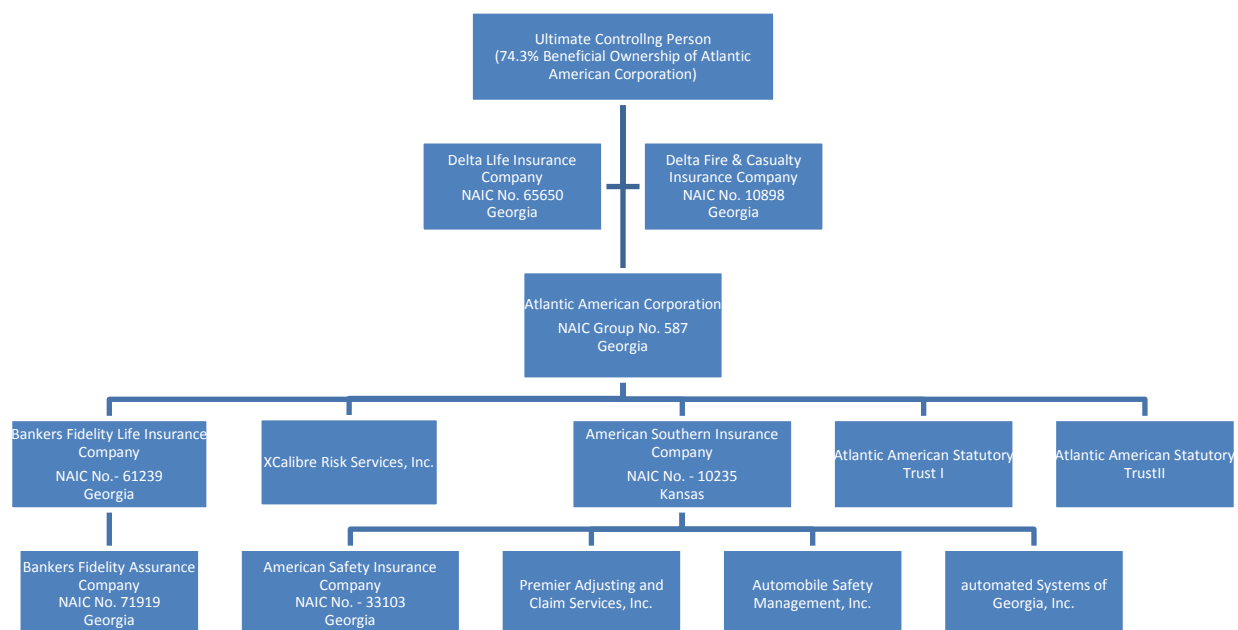 Ultimate Controllng Person
(74.3% Beneficial Ownership of Atlantic
American Corporation)
Delta LIfe Insurance
Company
NAIC No. 65650
Georgia
Delta Fire & Casualty
Insurance Company
NAIC No. 10898
Georgia
Atlantic American Corporation
NAIC Group No. 587
Georgia
Bankers Fidelity Life Insurance
Company
NAIC No.- 61239
Georgia
XCalibre Risk Services, Inc.
American Southern Insurance
Company
NAIC No. - 10235
Kansas
Atlantic American Statutory
Trust I
Atlantic American Statutory
TrustII
Bankers Fidelity Assurance
Company
NAIC No. 71919
Georgia
American Safety Insurance
Company
NAIC No. - 33103
Georgia
Premier Adjusting and
Claim Services, Inc.
Automobile Safety
Management, Inc.
automated Systems of
Georgia, Inc.